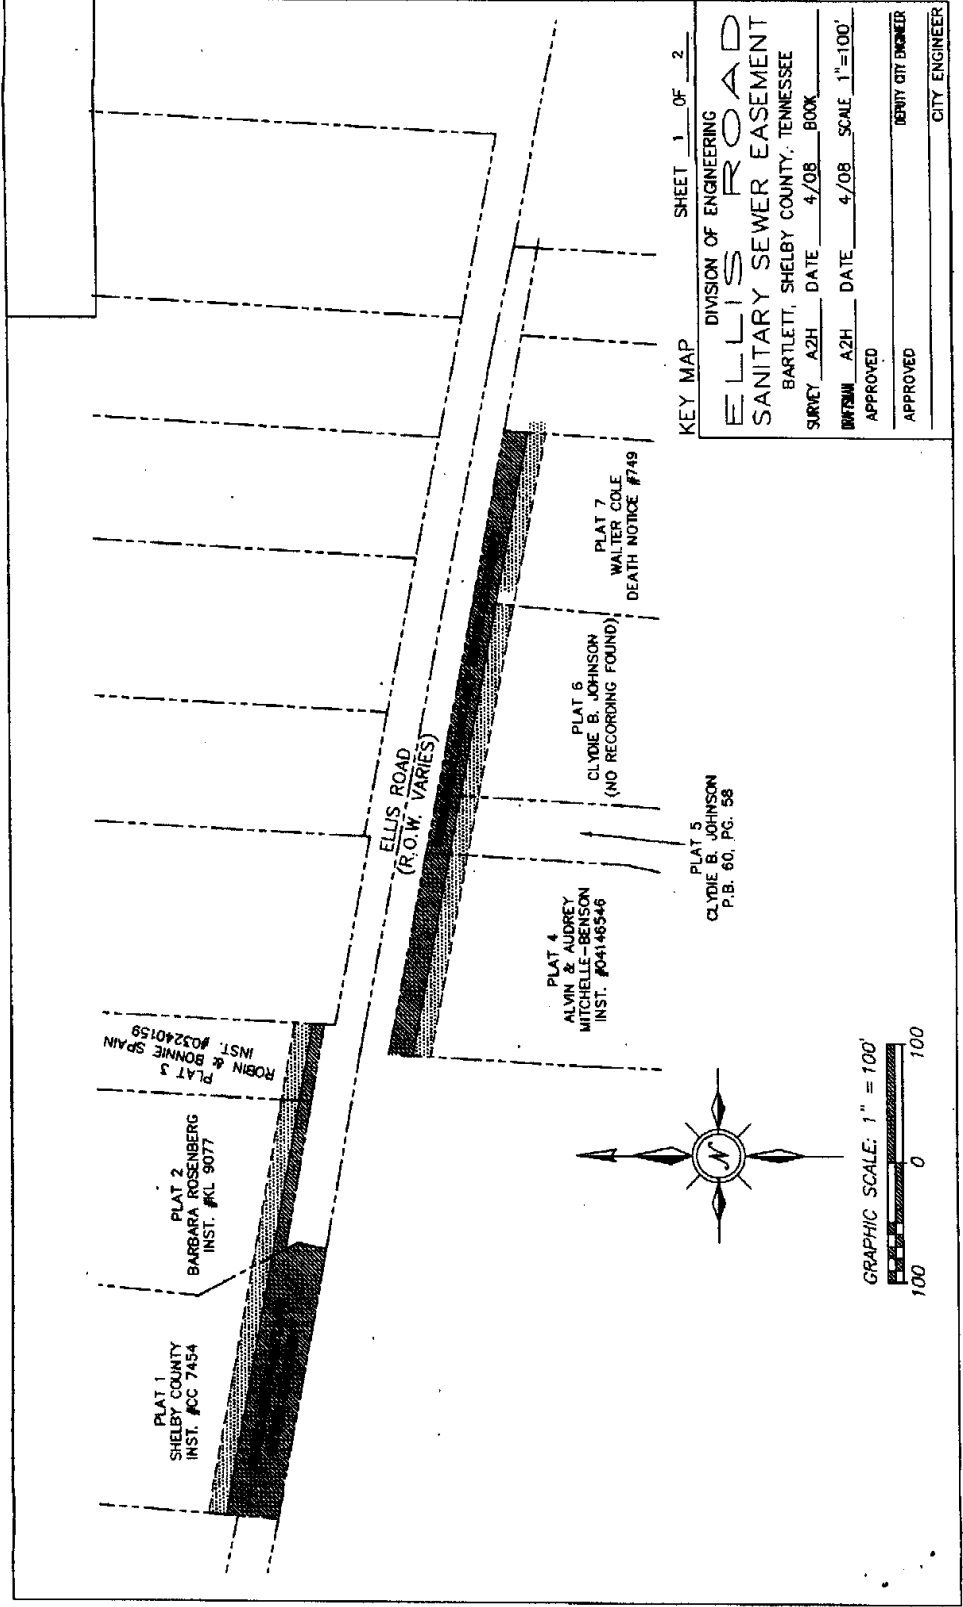 PLAT 1
SHELBY COUNTY
INST. #CC 7454
PLAT 2
BARBARA ROSENBERG
INST. #KL 9077
PLAT 3
ROBIN & BONNIE SPAIN
INST. #03240159
ELLIS ROAD
(R.O.W. VARIES)
PLAT 4
ALVIN & AUDREY
MITCHELLE-BENSON
INST. #04146546
PLAT 5
CLYDIE B. JOHNSON
P.B. 60, PG. 58
PLAT 6
CLYDIE B. JOHNSON
(NO RECORDING FOUND)
PLAT 7
WALTER COLE
DEATH NOTICE #749
N
GRAPHIC SCALE: 1" = 100'
100 0 100
KEY MAP SHEET 1 OF 2
DIVISION OF ENGINEERING
ELLIS ROAD
SANITARY SEWER EASEMENT
BARTLETT, SHELBY COUNTY, TENNESSEE
SURVEY A2H DATE 4/08 BOOK
DRAFTSMAN A2H DATE 4/08 SCALE 1"=100'
APPROVED
DEPUTY CITY ENGINEER
APPROVED
CITY ENGINEER